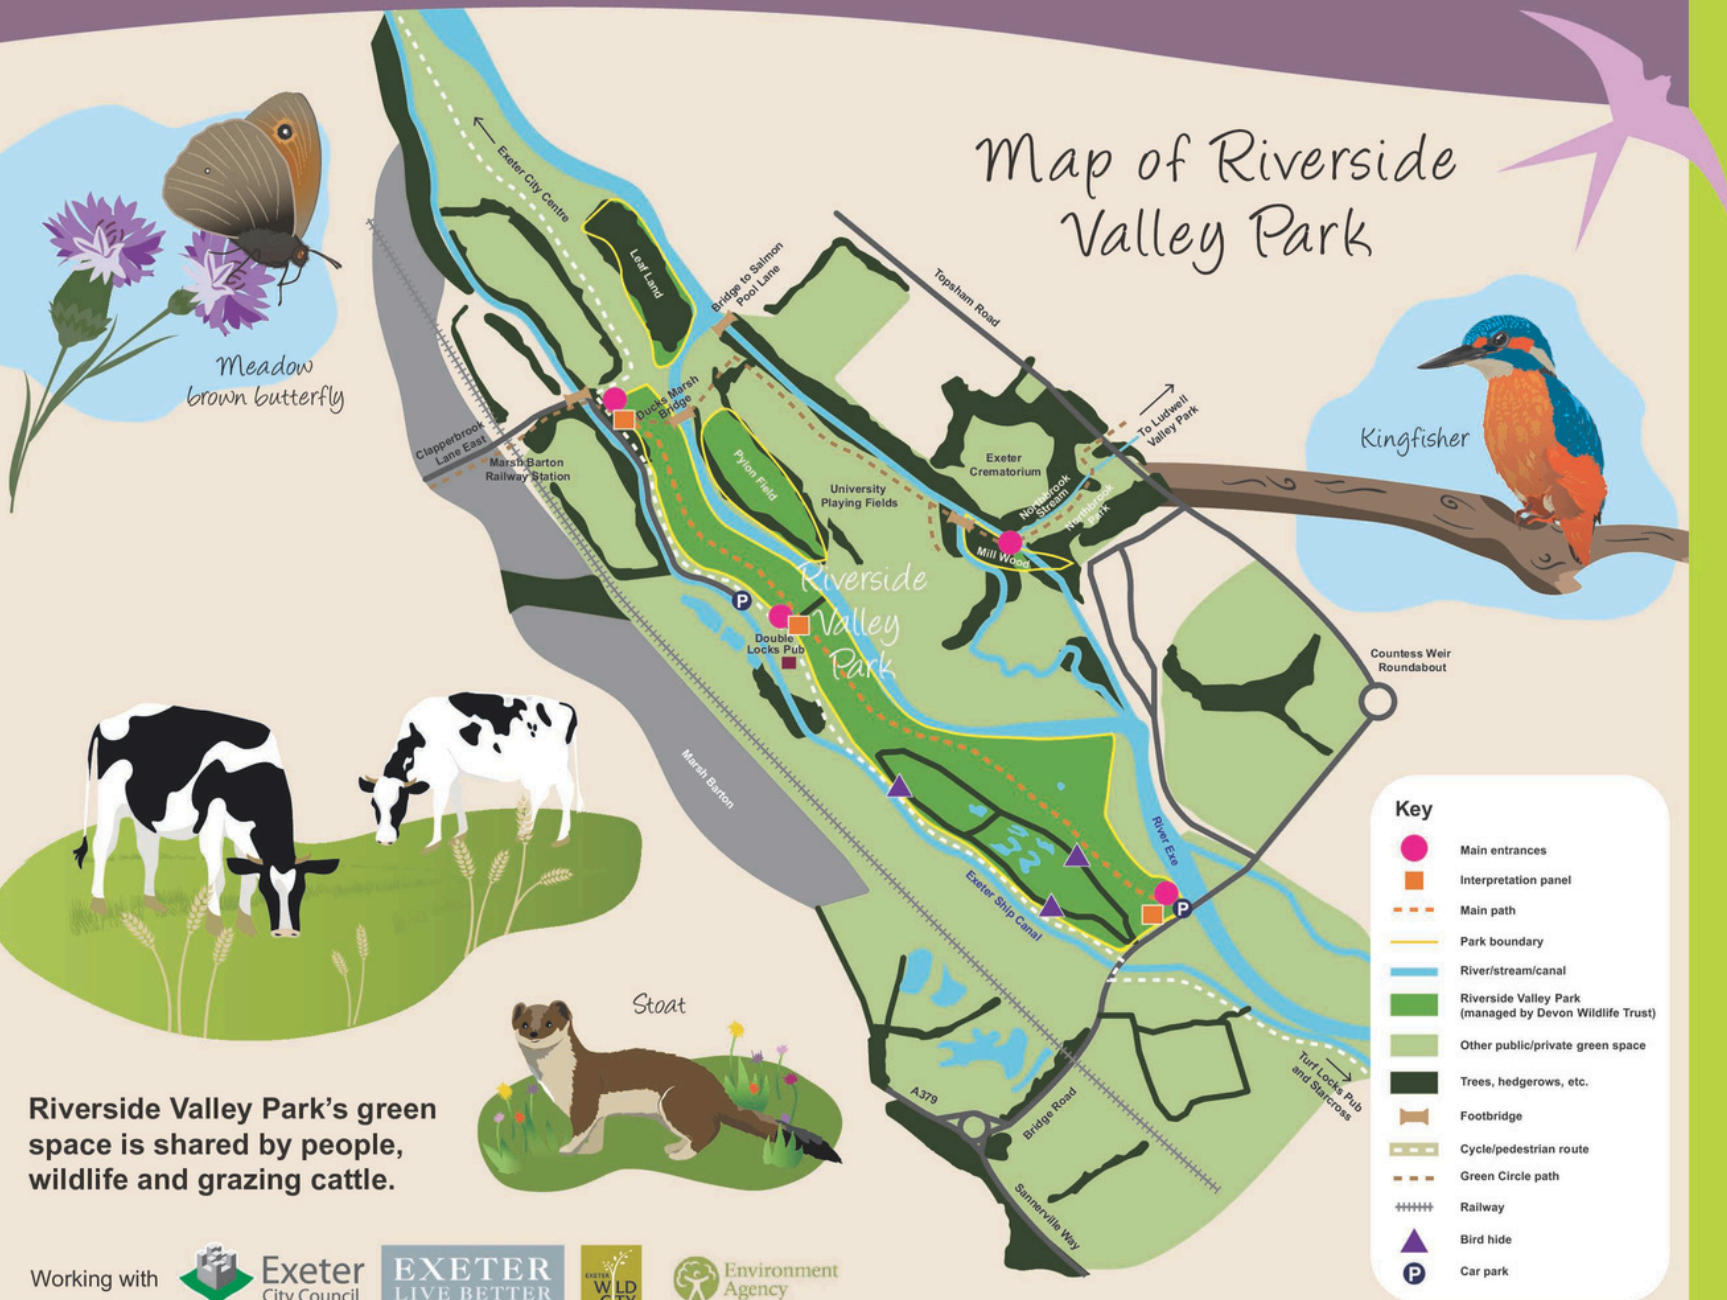 Map of Riverside
Valley Park
Exeter City Centre
Leaf Land
Bridge to Salmon
Pool Lane
Topsham Road
Meadow
brown butterfly
Ducks Marsh
Bridge
Clapperbrook
Lane East
Marsh Barton
Railway Station
Pylon Field
University
Playing Fields
Exeter
Crematorium
To Ludwell
Valley Park
Northbrook
Stream
Northbrook
Park
Mill Wood
Kingfisher
Riverside
Valley
Park
P
Double
Locks Pub
Countess Weir
Roundabout
Marsh Barton
River Exe
Exeter Ship Canal
P
Stoat
A379
Bridge Road
Sannerville Way
Turf Locks Pub
and Starcross
Key
Main entrances
Interpretation panel
Main path
Park boundary
River/stream/canal
Riverside Valley Park
(managed by Devon Wildlife Trust)
Other public/private green space
Trees, hedgerows, etc.
Footbridge
Cycle/pedestrian route
Green Circle path
Railway
Bird hide
P Car park
Riverside Valley Park's green
space is shared by people,
wildlife and grazing cattle.
Working with
Exeter
City Council
EXETER
LIVE BETTER
EXETER
WILD
CITY
Environment
Agency